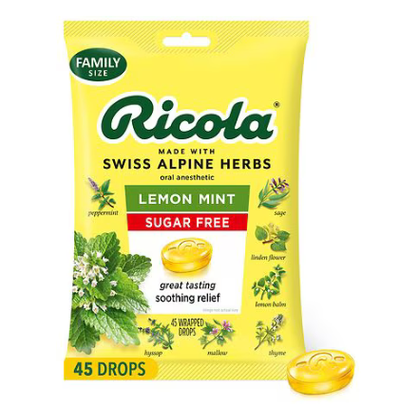 FAMILY
SIZE
Ricola®
MADE WITH
SWISS ALPINE HERBS
oral anesthetic
LEMON MINT
SUGAR FREE
peppermint
sage
linden flower
great tasting
soothing relief
lemon balm
45 WRAPPED
DROPS
hyssop
mallow
thyme
45 DROPS